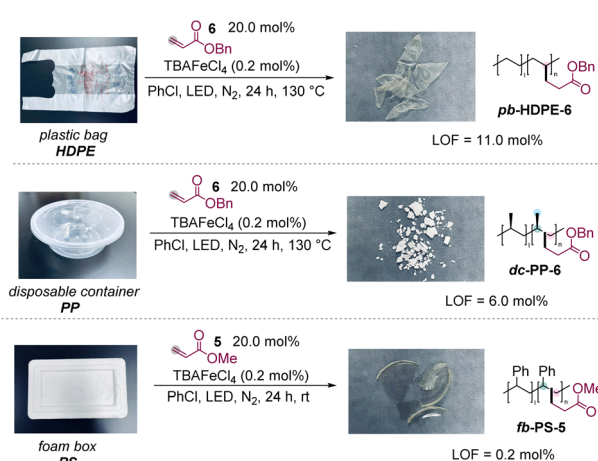 6 20.0 mol%
OBn
O
TBAFeCl4 (0.2 mol%)
PhCl, LED, N2, 24 h, 130 °C
plastic bag
HDPE
OBn
O
n
pb-HDPE-6
LOF = 11.0 mol%
6 20.0 mol%
OBn
O
TBAFeCl4 (0.2 mol%)
PhCl, LED, N2, 24 h, 130 °C
disposable container
PP
OBn
O
n
dc-PP-6
LOF = 6.0 mol%
5 20.0 mol%
OMe
O
TBAFeCl4 (0.2 mol%)
PhCl, LED, N2, 24 h, rt
foam box
PS
Ph Ph
OMe
O
n
fb-PS-5
LOF = 0.2 mol%